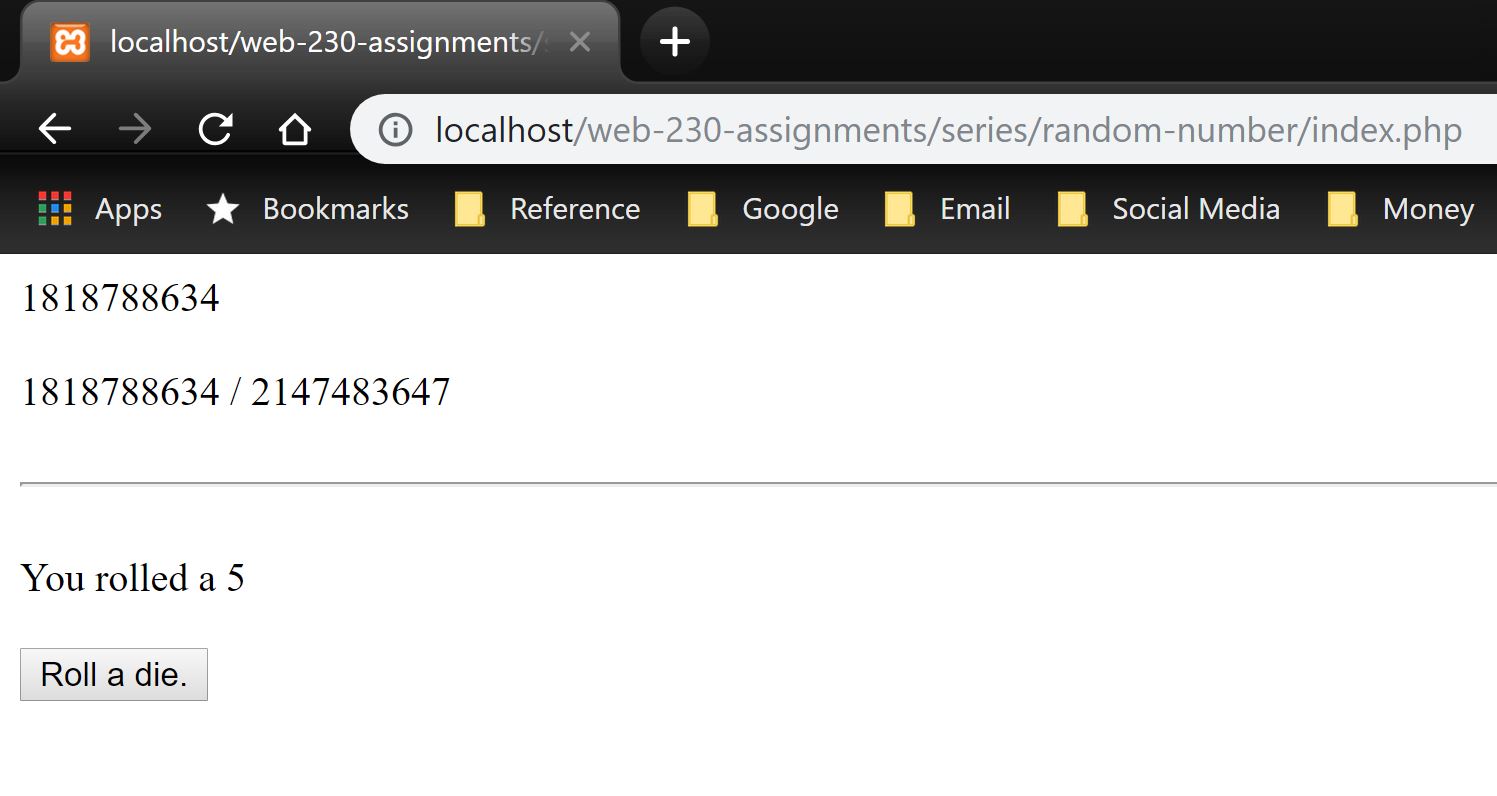 localhost/web-230-assignments/
localhost/web-230-assignments/series/random-number/index.php
Apps Bookmarks Reference Google Email Social Media Money
1818788634
1818788634 / 2147483647
You rolled a 5
Roll a die.